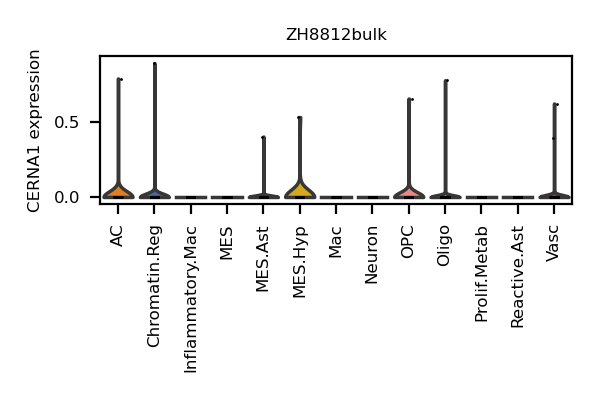 ZH8812bulk
CERNA1 expression
0.5
0.0
AC
Chromatin.Reg
Inflammatory.Mac
MES
MES.Ast
MES.Hyp
Mac
Neuron
OPC
Oligo
Prolif.Metab
Reactive.Ast
Vasc